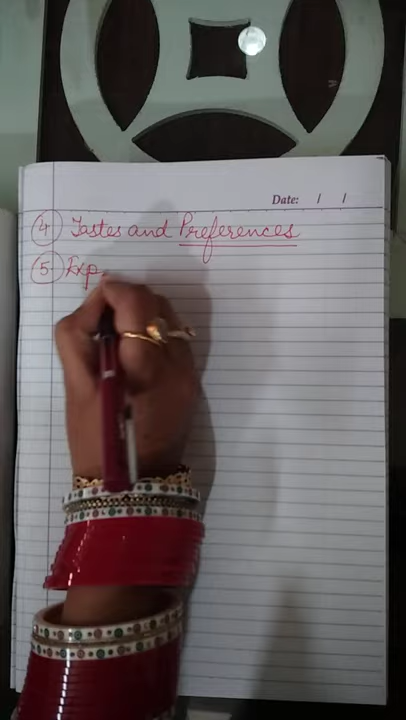 Date: / /
④ Tastes and Preferences
⑤ Exp